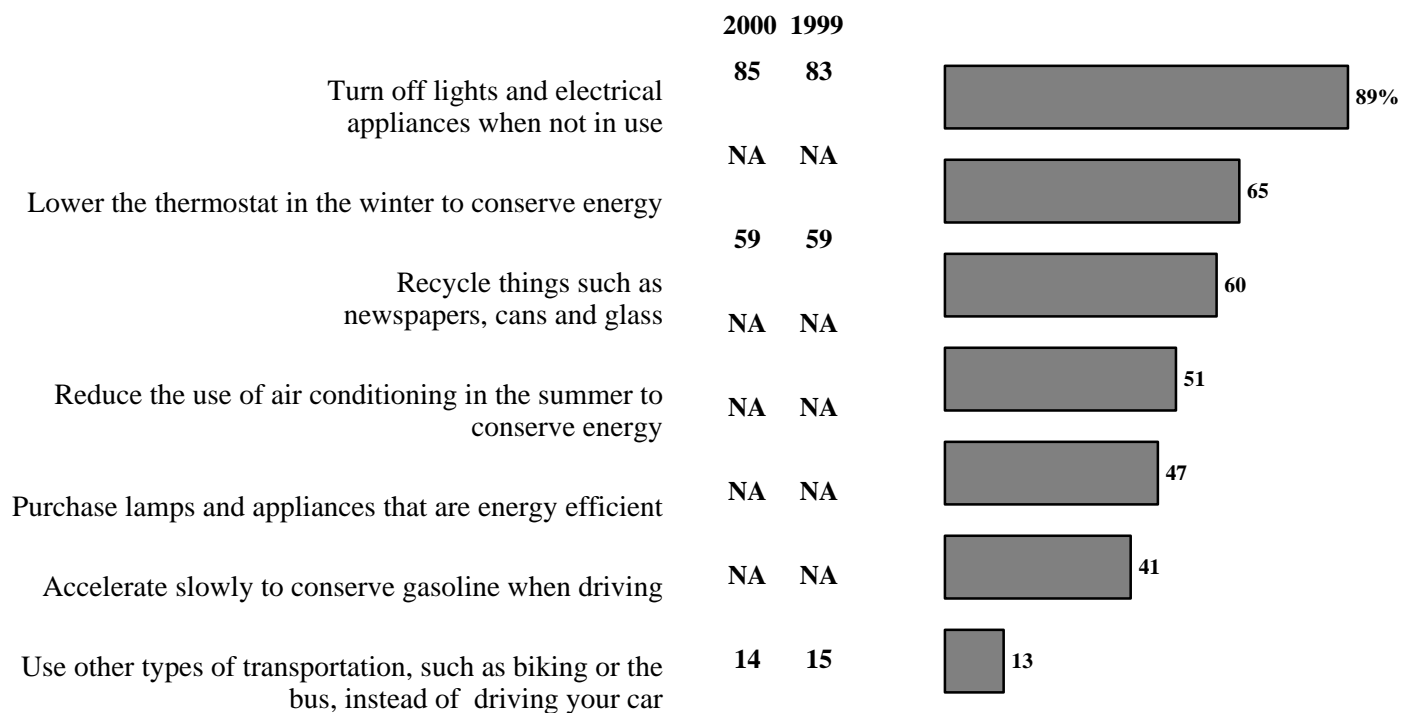 2000 1999
85 83
Turn off lights and electrical
appliances when not in use
89%
NA NA
Lower the thermostat in the winter to conserve energy
65
59 59
Recycle things such as
newspapers, cans and glass
60
NA NA
Reduce the use of air conditioning in the summer to
conserve energy
51
NA NA
Purchase lamps and appliances that are energy efficient
47
NA NA
Accelerate slowly to conserve gasoline when driving
41
NA NA
Use other types of transportation, such as biking or the
bus, instead of driving your car
14 15
13